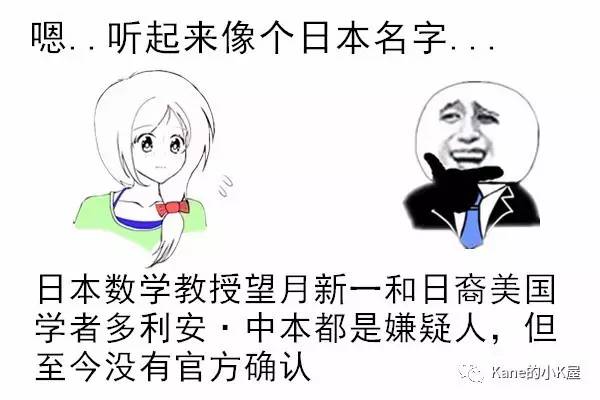 嗯..听起来像个日本名字...
日本数学教授望月新一和日裔美国
学者多利安·中本都是嫌疑人，但
至今没有官方确认
Kane的小K屋